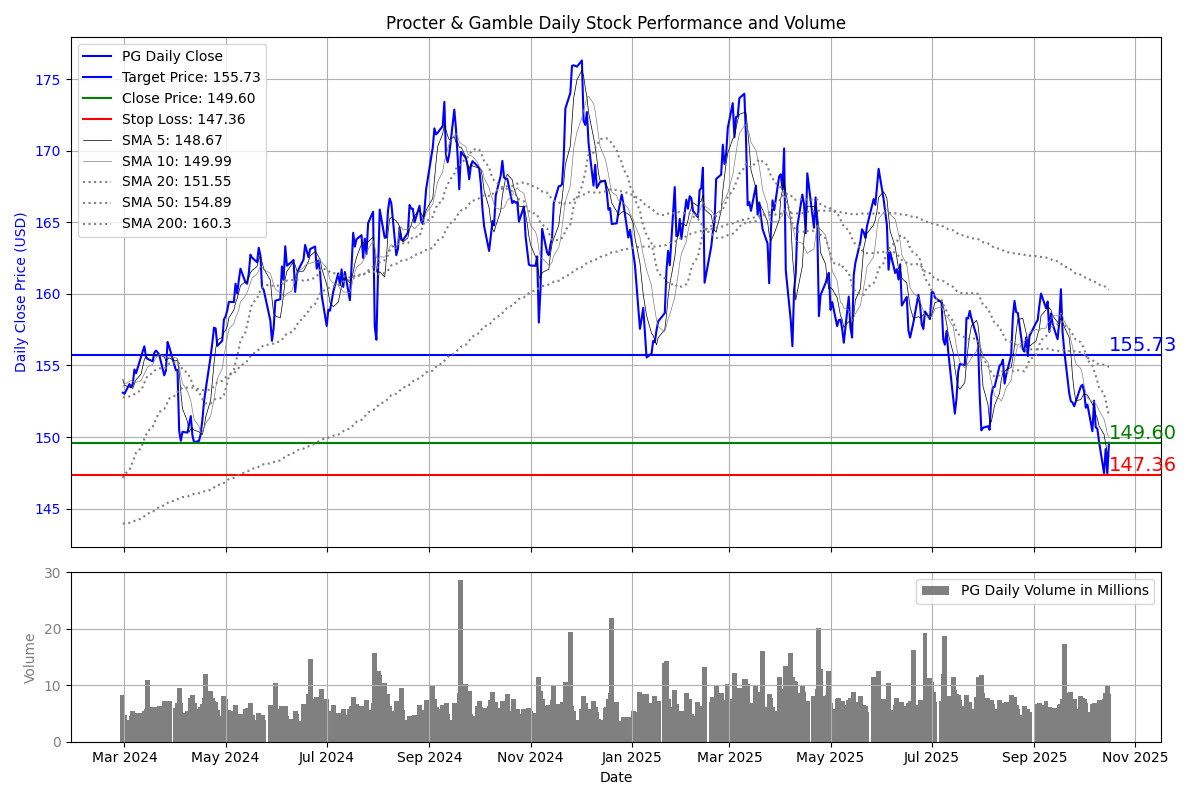 Procter & Gamble Daily Stock Performance and Volume
PG Daily Close
Target Price: 155.73
Close Price: 149.60
Stop Loss: 147.36
SMA 5: 148.67
SMA 10: 149.99
SMA 20: 151.55
SMA 50: 154.89
SMA 200: 160.3
Daily Close Price (USD)
175
170
165
160
155
150
145
155.73
149.60
147.36
PG Daily Volume in Millions
Volume
30
20
10
0
Mar 2024 May 2024 Jul 2024 Sep 2024 Nov 2024 Jan 2025 Mar 2025 May 2025 Jul 2025 Sep 2025 Nov 2025
Date